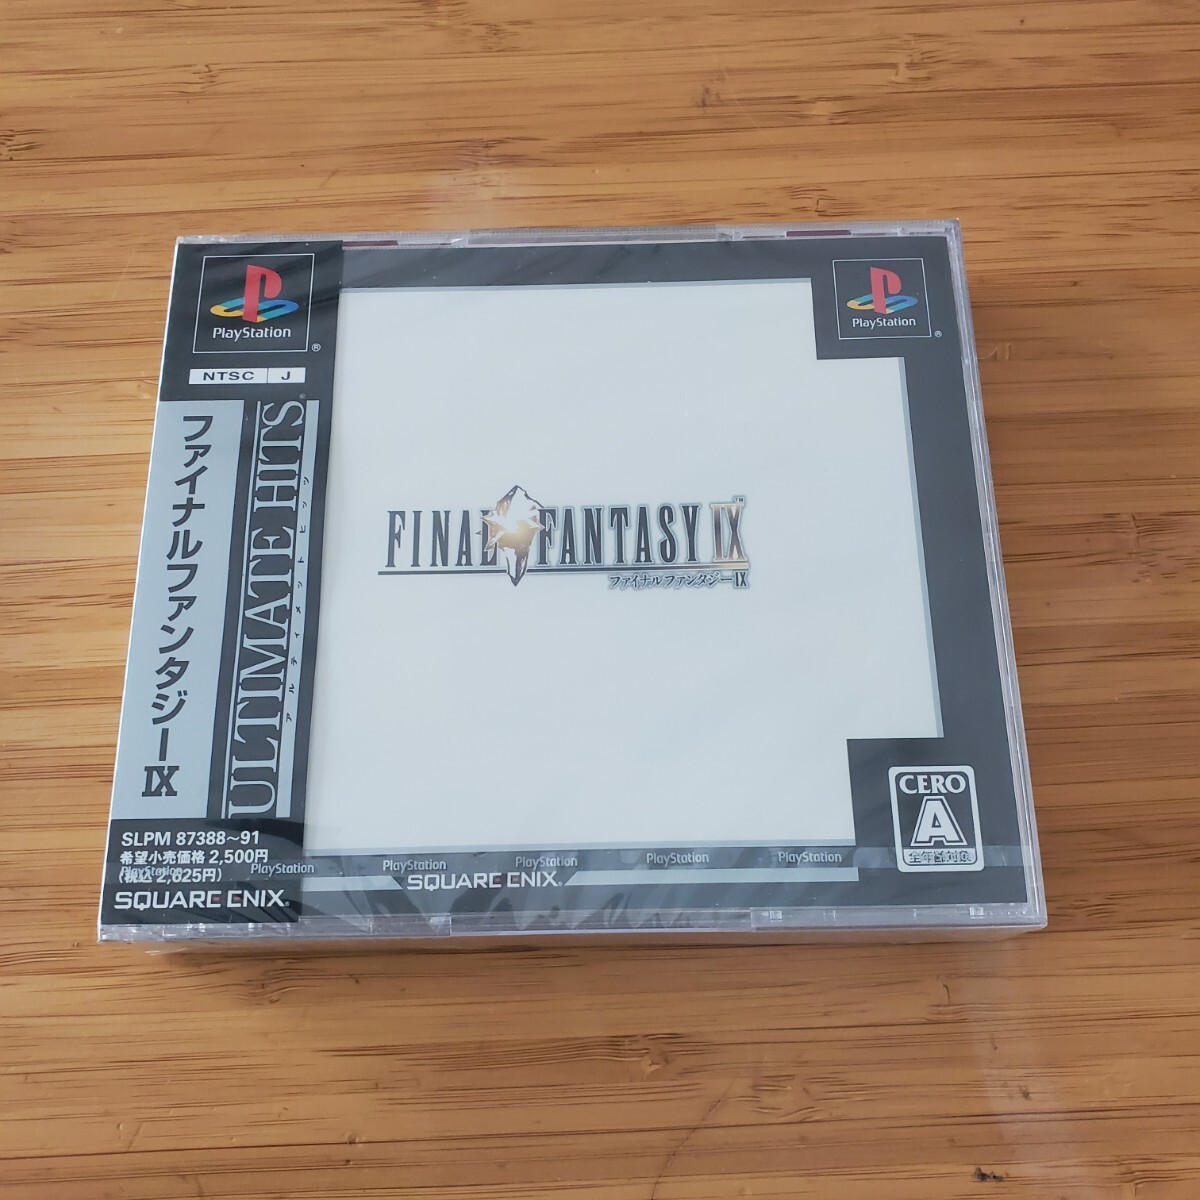 PlayStation
®
NTSC J
ファイナルファンタジーIX
ULTIMATE HITS®
アルティメットヒッツ
SLPM 87388~91
希望小売価格 2,500円
(税込 2,625円)
SQUARE ENIX.
PlayStation
®
FINAL FANTASY IX™
ファイナルファンタジーIX
CERO
A
全年齢対象
PlayStation PlayStation PlayStation PlayStation PlayStation PlayStation
SQUARE ENIX.